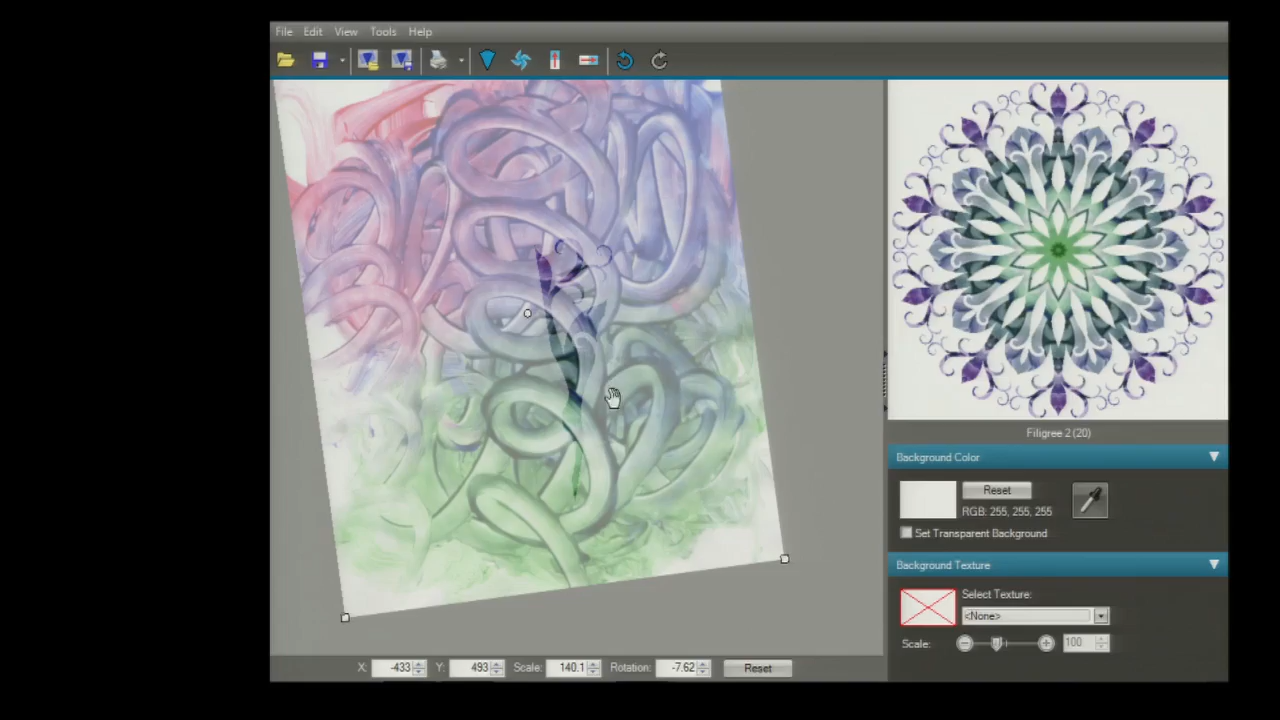 File Edit View Tools Help
Filigree 2 (20)
Background Color
Reset
RGB: 255, 255, 255
Set Transparent Background
Background Texture
Select Texture:
<None>
Scale: 100
X: -433 Y: 493 Scale: 140.1 Rotation: -7.62 Reset